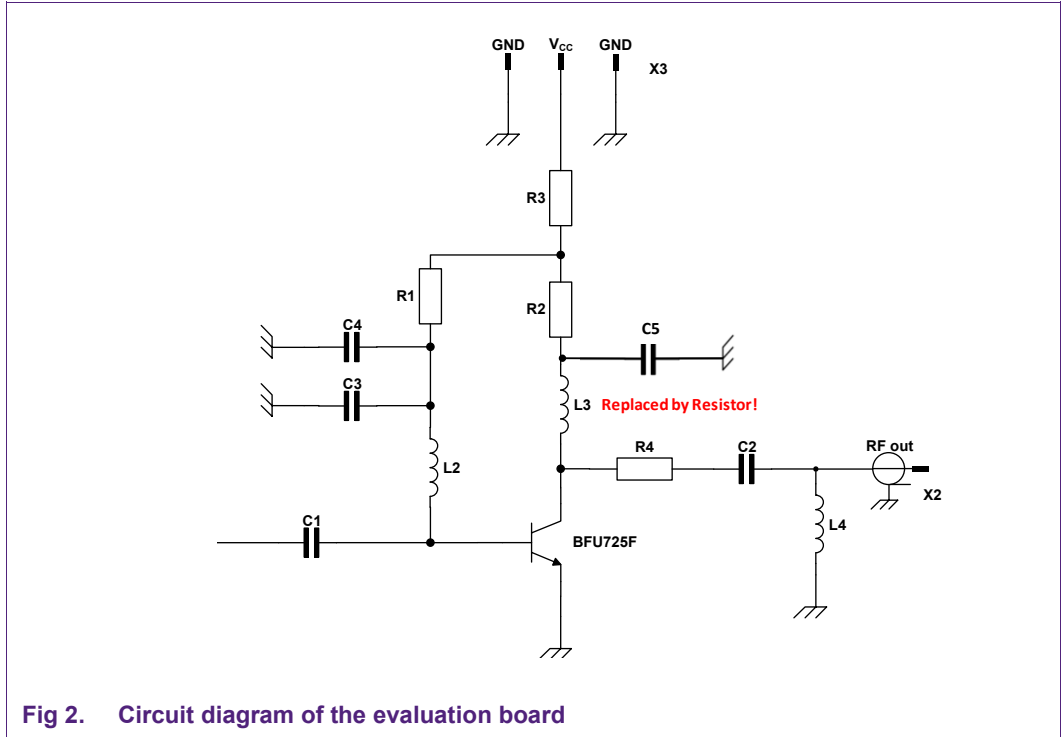 GND
VCC
GND
X3
R3
R1
R2
C4
C5
C3
L3 Replaced by Resistor!
L2
R4
C2
RF out
X2
C1
BFU725F
L4
Fig 2. Circuit diagram of the evaluation board